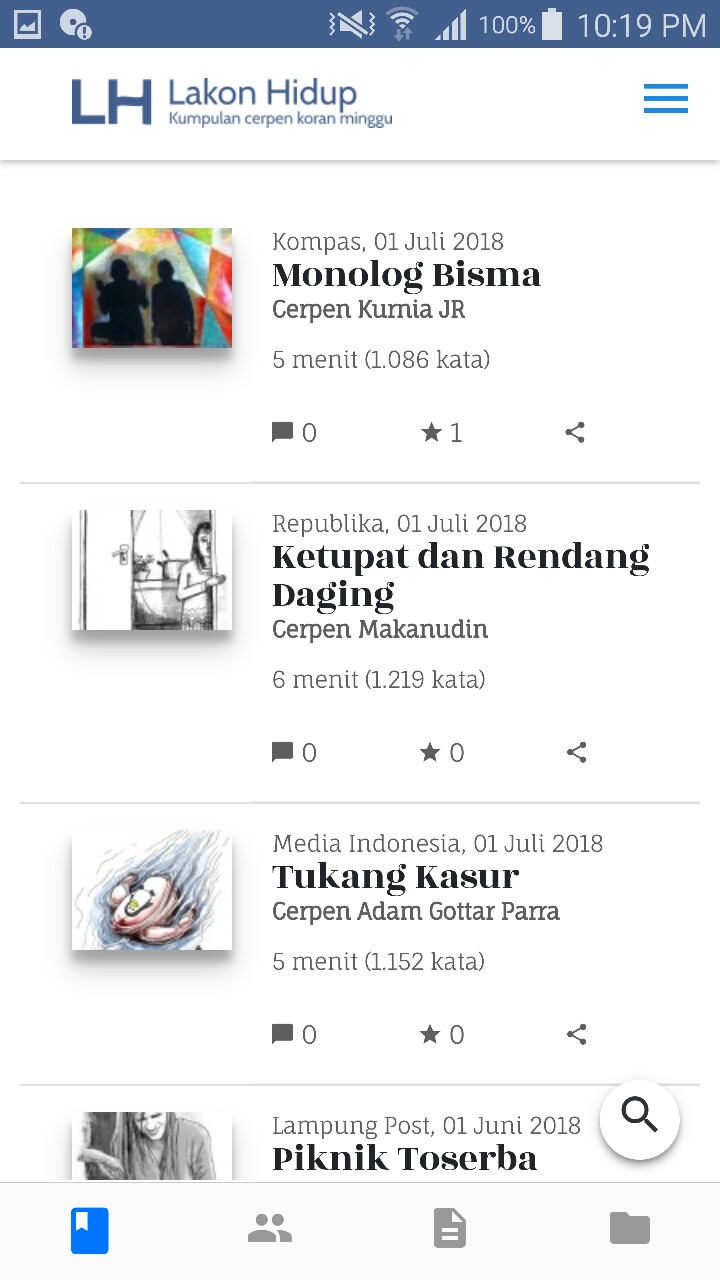 100% 10:19 PM
LH Lakon Hidup
Kumpulan cerpen koran minggu
Kompas, 01 Juli 2018
Monolog Bisma
Cerpen Kurnia JR
5 menit (1.086 kata)
0 1
Republika, 01 Juli 2018
Ketupat dan Rendang
Daging
Cerpen Makanudin
6 menit (1.219 kata)
0 0
Media Indonesia, 01 Juli 2018
Tukang Kasur
Cerpen Adam Gottar Parra
5 menit (1.152 kata)
0 0
Lampung Post, 01 Juni 2018
Piknik Toserba